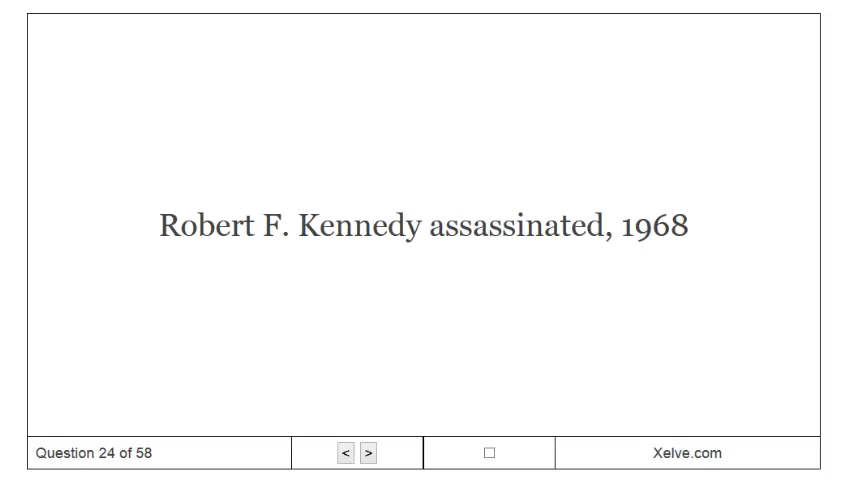 Robert F. Kennedy assassinated, 1968
Question 24 of 58 < > Xelve.com